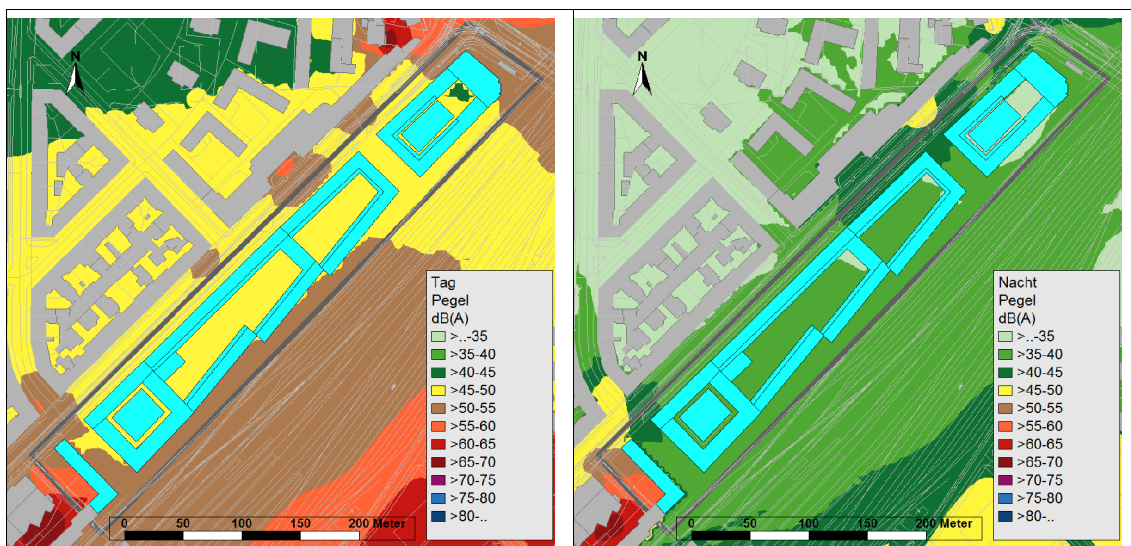 N
Tag
Pegel
dB(A)
>..-35
>35-40
>40-45
>45-50
>50-55
>55-60
>60-65
>65-70
>70-75
>75-80
>80-..
0 50 100 150 200 Meter
N
Nacht
Pegel
dB(A)
>..-35
>35-40
>40-45
>45-50
>50-55
>55-60
>60-65
>65-70
>70-75
>75-80
>80-..
0 50 100 150 200 Meter